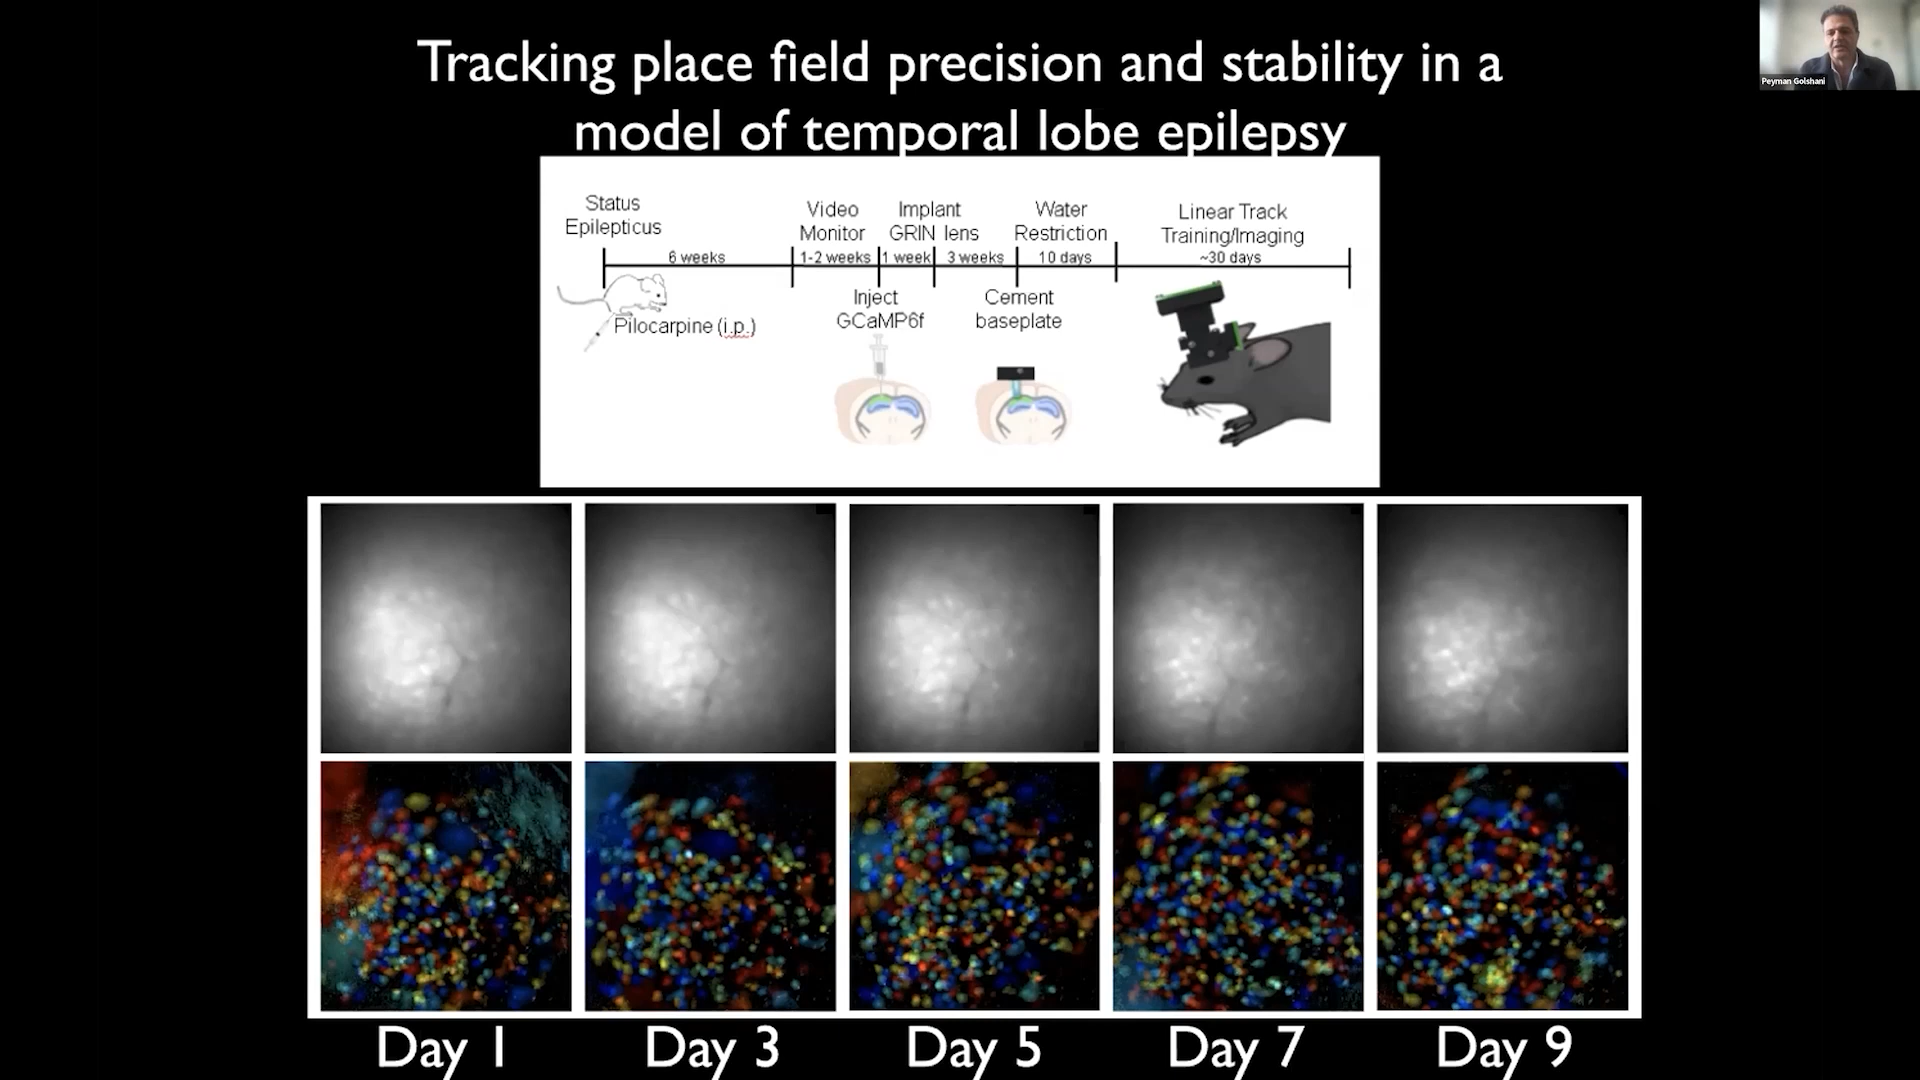 Tracking place field precision and stability in a
model of temporal lobe epilepsy
Peyman Golshani
Status
Epilepticus
Video
Monitor
Implant
GRIN lens
Water
Restriction
Linear Track
Training/Imaging
6 weeks
1-2 weeks
1 week
3 weeks
10 days
~30 days
Pilocarpine (i.p.)
Inject
GCaMP6f
Cement
baseplate
Day 1
Day 3
Day 5
Day 7
Day 9